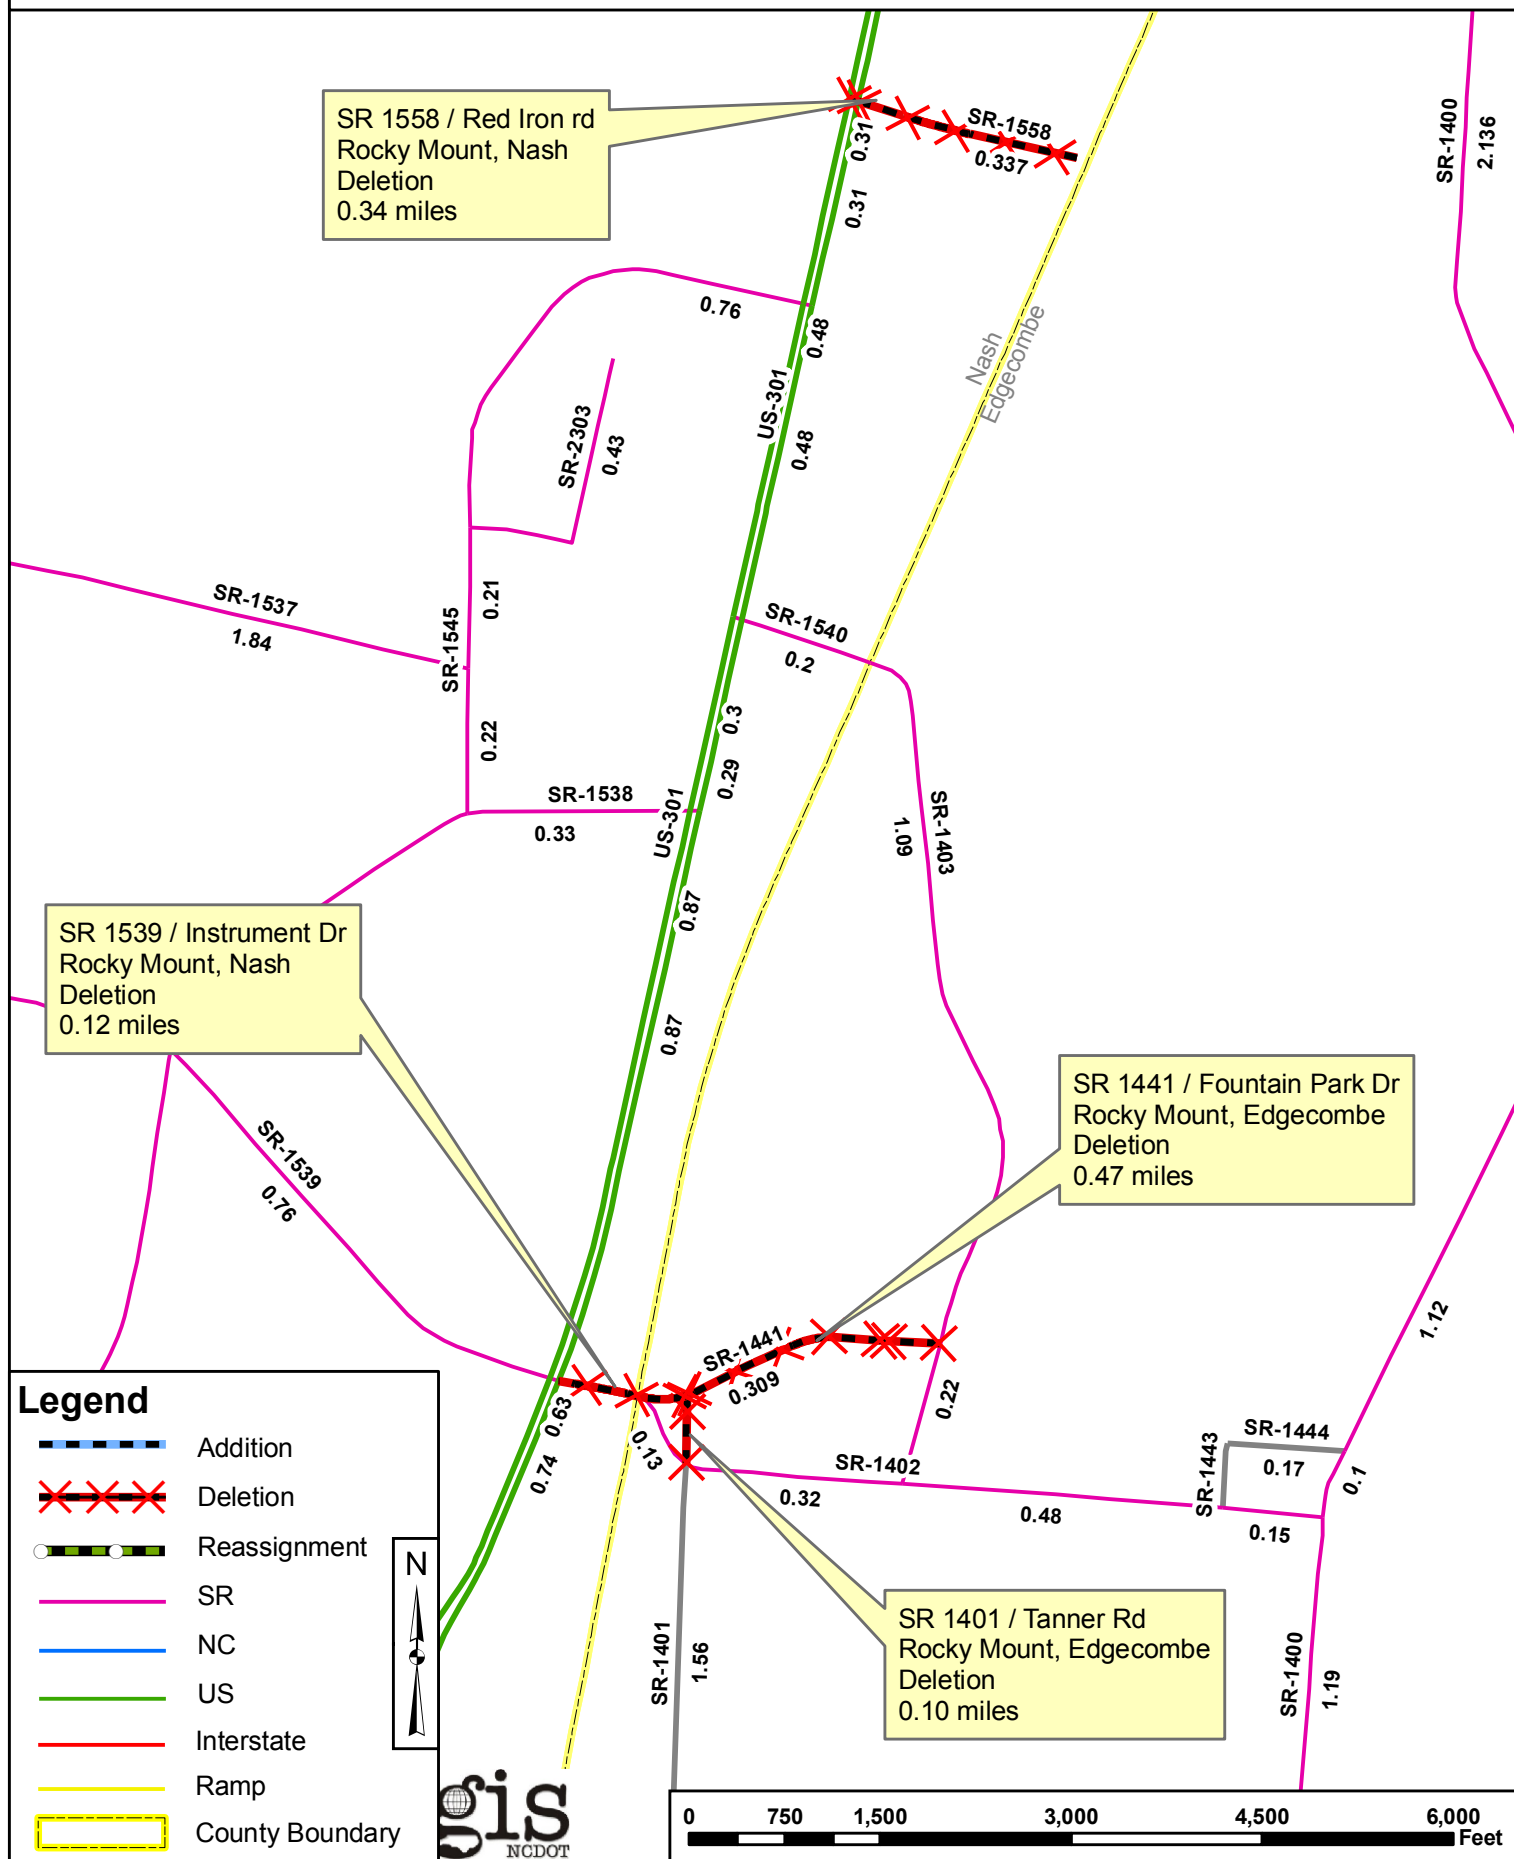 SR 1558 / Red Iron rd
Rocky Mount, Nash
Deletion
0.34 miles
0.31
0.31
SR-1558
0.337
SR-1400
2.136
0.76
0.48
US-301
0.48
Nash
Edgecombe
SR-2303
0.43
SR-1537
1.84
SR-1545
0.21
0.22
SR-1540
0.2
0.3
0.29
SR-1538
0.33
US-301
SR-1403
1.09
0.87
0.87
SR 1539 / Instrument Dr
Rocky Mount, Nash
Deletion
0.12 miles
SR 1441 / Fountain Park Dr
Rocky Mount, Edgecombe
Deletion
0.47 miles
SR-1539
0.76
SR-1441
0.309
0.22
1.12
0.63
0.74
0.13
SR-1402
0.32
0.48
SR-1443
SR-1444
0.17
0.1
0.15
SR 1401 / Tanner Rd
Rocky Mount, Edgecombe
Deletion
0.10 miles
SR-1401
1.56
SR-1400
1.19
Legend
Addition
Deletion
Reassignment
SR
NC
US
Interstate
Ramp
County Boundary
N
gis
NCDOT
0 750 1,500 3,000 4,500 6,000
Feet